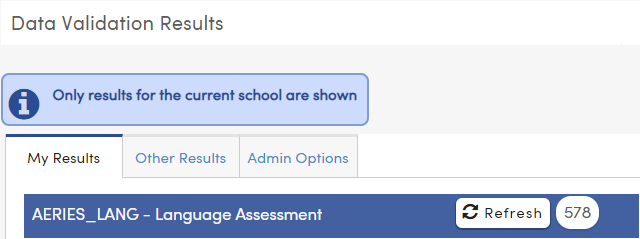 Data Validation Results
Only results for the current school are shown
My Results
Other Results
Admin Options
AERIES_LANG - Language Assessment
Refresh
578